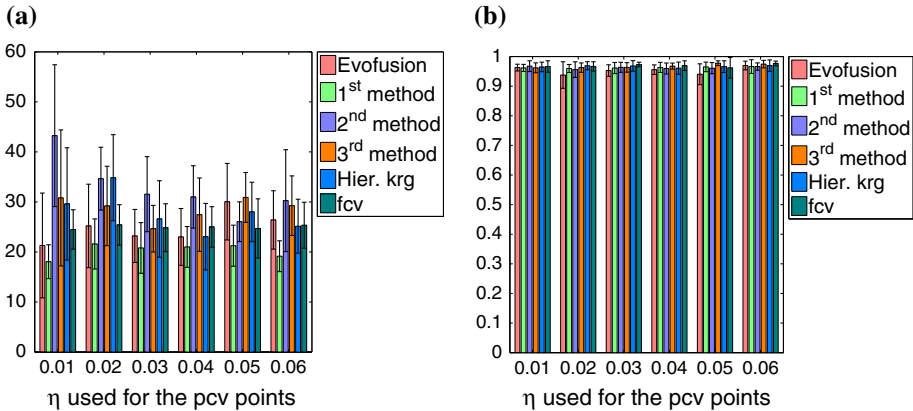 (a)
60
50
40
30
20
10
0
0.01 0.02 0.03 0.04 0.05 0.06
η used for the pcv points
Evofusion
1st method
2nd method
3rd method
Hier. krg
fcv
(b)
1
0.9
0.8
0.7
0.6
0.5
0.4
0.3
0.2
0.1
0
0.01 0.02 0.03 0.04 0.05 0.06
η used for the pcv points
Evofusion
1st method
2nd method
3rd method
Hier. krg
fcv